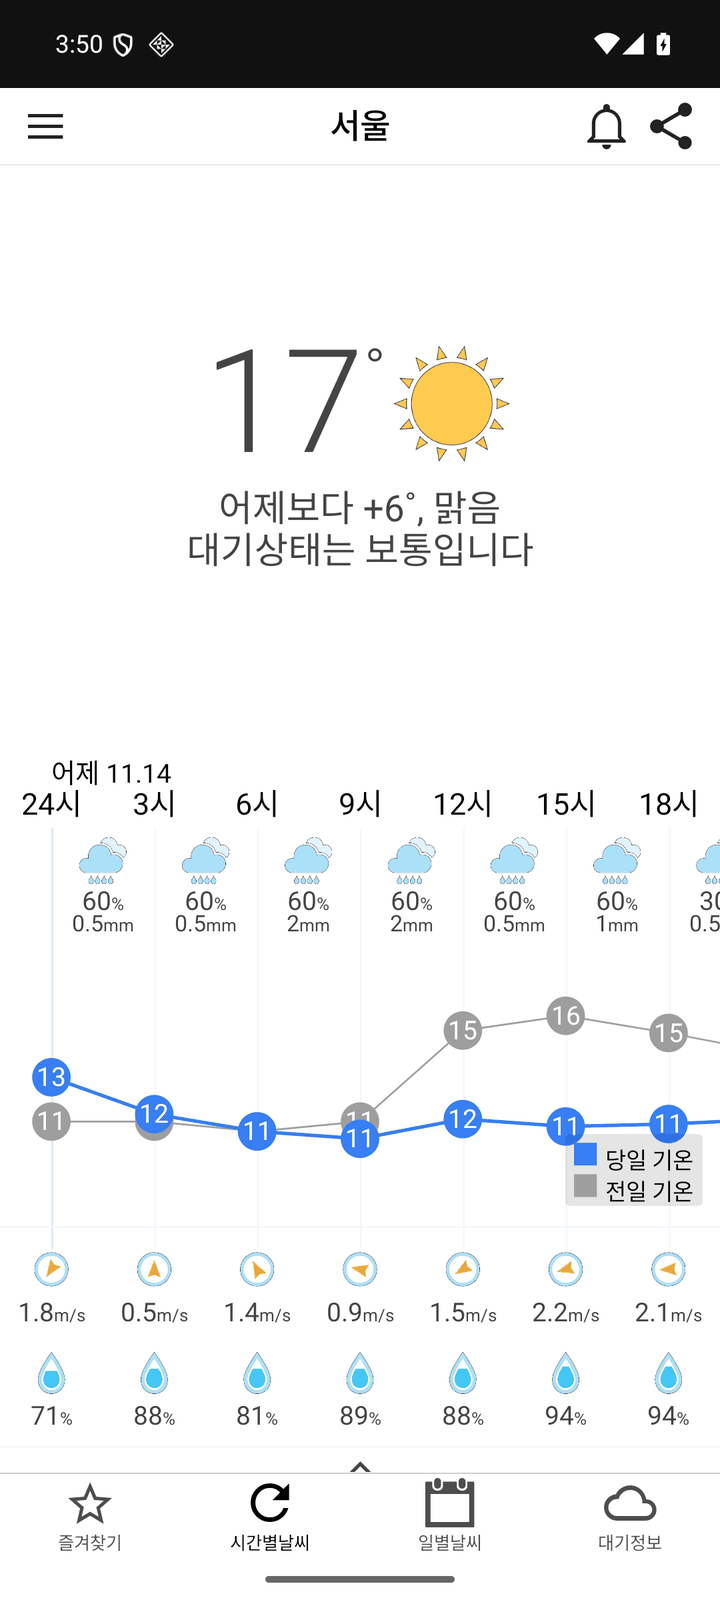 3:50
서울
17°
어제보다 +6°, 맑음
대기상태는 보통입니다
어제 11.14
24시 3시 6시 9시 12시 15시 18시
60% 60% 60% 60% 60% 60% 30
0.5mm 0.5mm 2mm 2mm 0.5mm 1mm 0.5
15 16 15
13 12 11 11 12 11 11
11 11
당일 기온
전일 기온
1.8m/s 0.5m/s 1.4m/s 0.9m/s 1.5m/s 2.2m/s 2.1m/s
71% 88% 81% 89% 88% 94% 94%
즐겨찾기 시간별날씨 일별날씨 대기정보